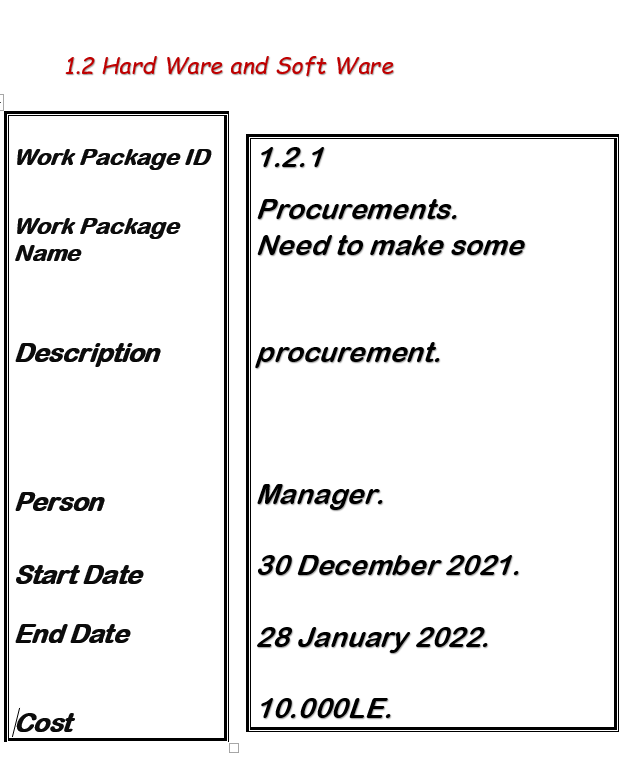 1.2 Hard Ware and Soft Ware
Work Package ID
1.2.1
Work Package
Name
Procurements.
Need to make some
Description
procurement.
Person
Manager.
Start Date
30 December 2021.
End Date
28 January 2022.
Cost
10.000LE.